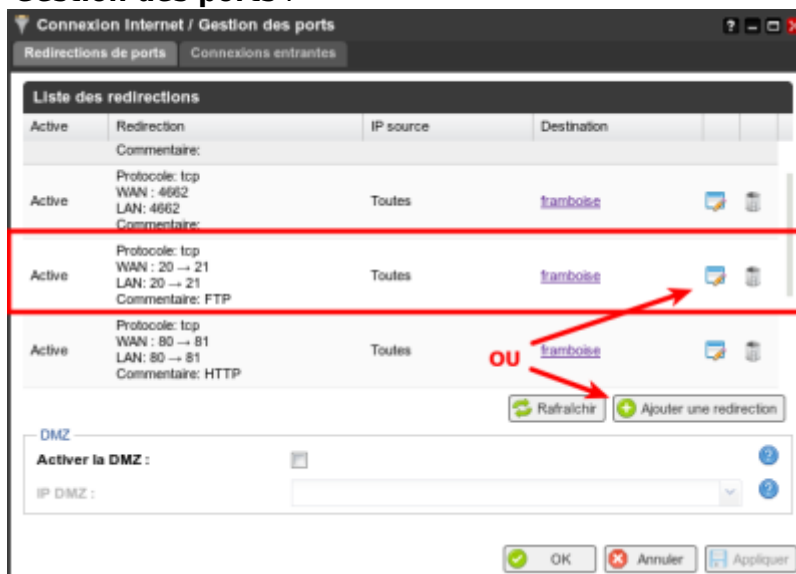 Gestion des ports :
Connexion Internet / Gestion des ports
Redirections de ports Connexions entrantes
Liste des redirections
Active Redirection IP source Destination
Commentaire:
Protocole: tcp
WAN : 4662
Active Toutes framboise
LAN: 4662
Commentaire:
Protocole: tcp
WAN : 20 → 21
Active Toutes framboise
LAN: 20 → 21
Commentaire: FTP
Protocole: tcp
WAN : 80 → 81
Active Toutes framboise
LAN: 80 → 81
OU
Commentaire: HTTP
Rafraîchir Ajouter une redirection
DMZ
Activer la DMZ :
IP DMZ :
OK Annuler Appliquer